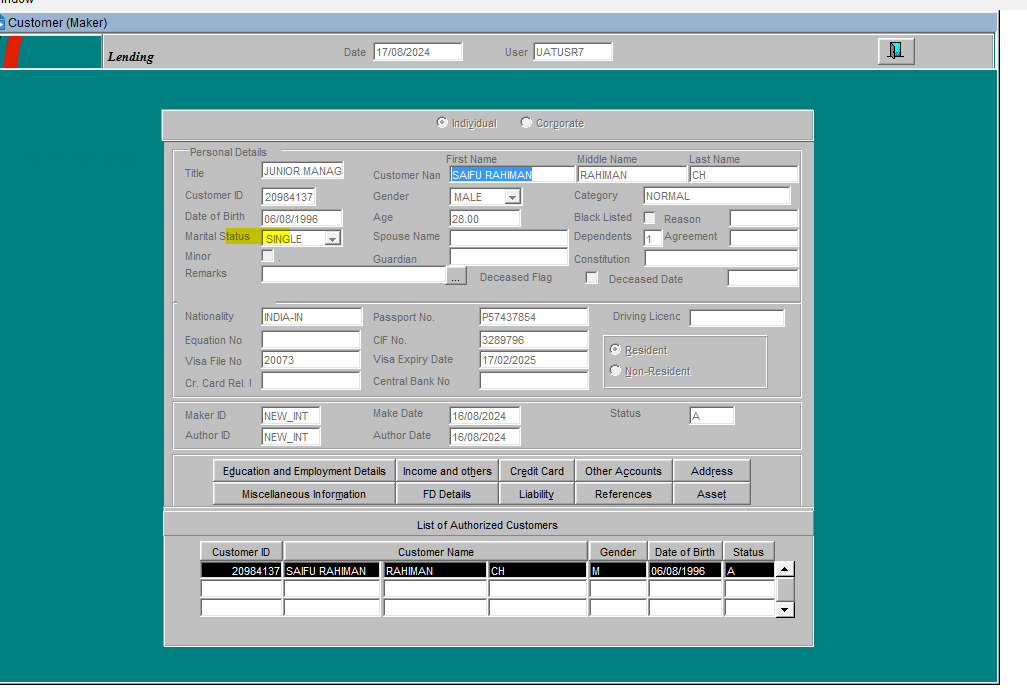 Customer (Maker)
Lending Date 17/08/2024 User UATUSR7
Individual Corporate
Personal Details
First Name Middle Name Last Name
Title JUNIOR MANAG Customer Nan SAIFU RAHIMAN RAHIMAN CH
Customer ID 20984137 Gender MALE Category NORMAL
Date of Birth 06/08/1996 Age 28.00 Black Listed Reason
Marital Status SINGLE Spouse Name Dependents 1 Agreement
Minor . Guardian Constitution
Remarks ... Deceased Flag Deceased Date
Nationality INDIA-IN Passport No. P57437854 Driving Licenc
Equation No CIF No. 3289796 Resident
Visa File No 20073 Visa Expiry Date 17/02/2025 Non-Resident
Cr. Card Rel. Central Bank No
Maker ID NEW_INT Make Date 16/08/2024 Status A
Author ID NEW_INT Author Date 16/08/2024
Education and Employment Details Income and others Credit Card Other Accounts Address
Miscellaneous Information FD Details Liability References Asset
List of Authorized Customers
Customer ID Customer Name Gender Date of Birth Status
20984137 SAIFU RAHIMAN RAHIMAN CH M 06/08/1996 A